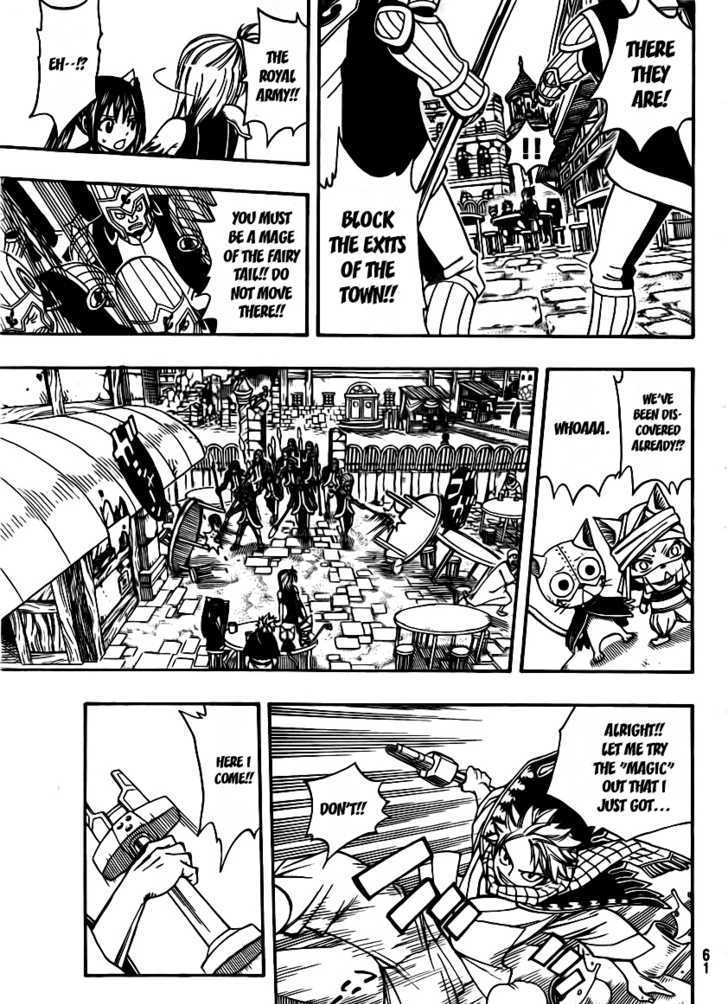 THERE
THEY
ARE!
!!
BLOCK
THE EXITS
OF THE
TOWN!!
THE
ROYAL
ARMY!!
EH--!?
YOU MUST
BE A MAGE
OF THE FAIRY
TAIL!! DO
NOT MOVE
THERE!!
WE'VE
BEEN DIS-
COVERED
ALREADY!?
WHOAAA.
ALRIGHT!!
LET ME TRY
THE "MAGIC"
OUT THAT I
JUST GOT...
DON'T!!
HERE I
COME!!
61